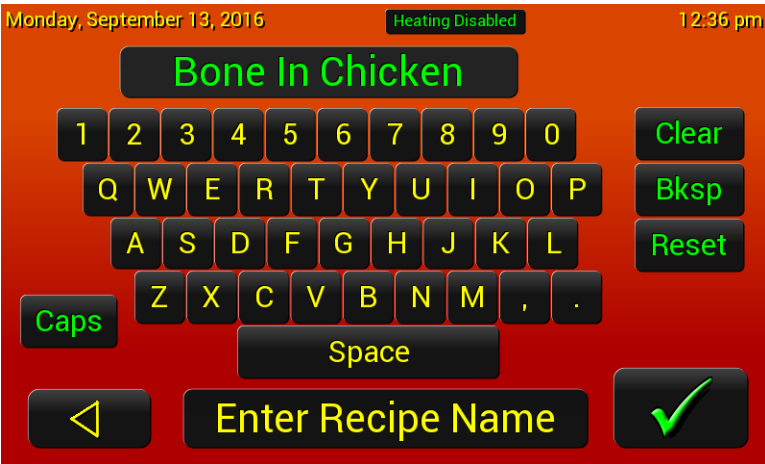 Monday, September 13, 2016 Heating Disabled 12:36 pm
Bone In Chicken
1 2 3 4 5 6 7 8 9 0 Clear
Q W E R T Y U I O P Bksp
A S D F G H J K L Reset
Z X C V B N M , .
Caps
Space
Enter Recipe Name